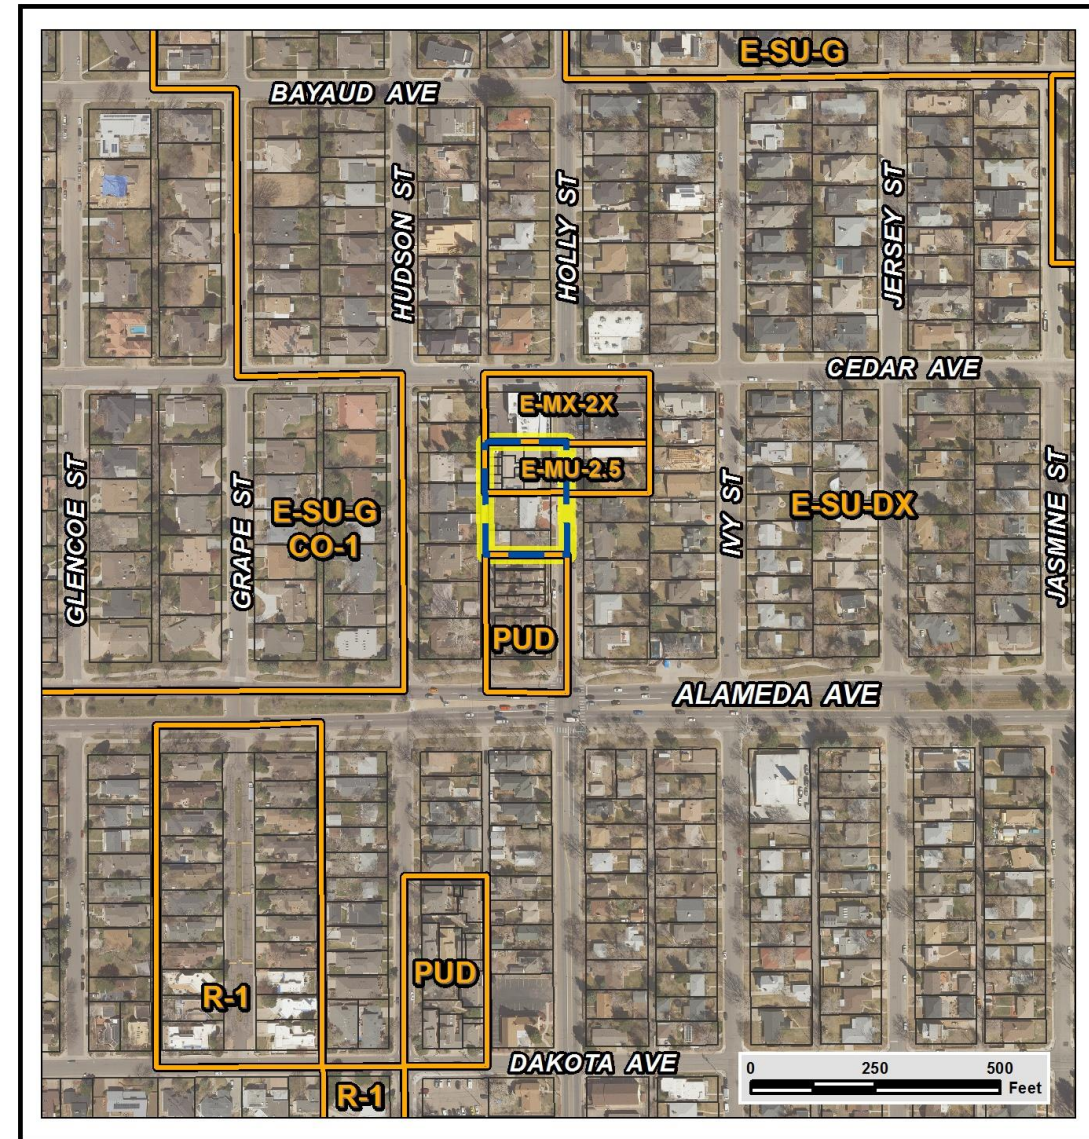 E-SU-G
BAYAUD AVE
HUDSON ST
HOLLY ST
JERSEY ST
CEDAR AVE
E-MX-2X
E-MU-2.5
GLENCOE ST
GRAPE ST
E-SU-G
CO-1
IVY ST
E-SU-DX
JASMINE ST
PUD
ALAMEDA AVE
PUD
R-1
DAKOTA AVE
R-1
0 250 500
Feet